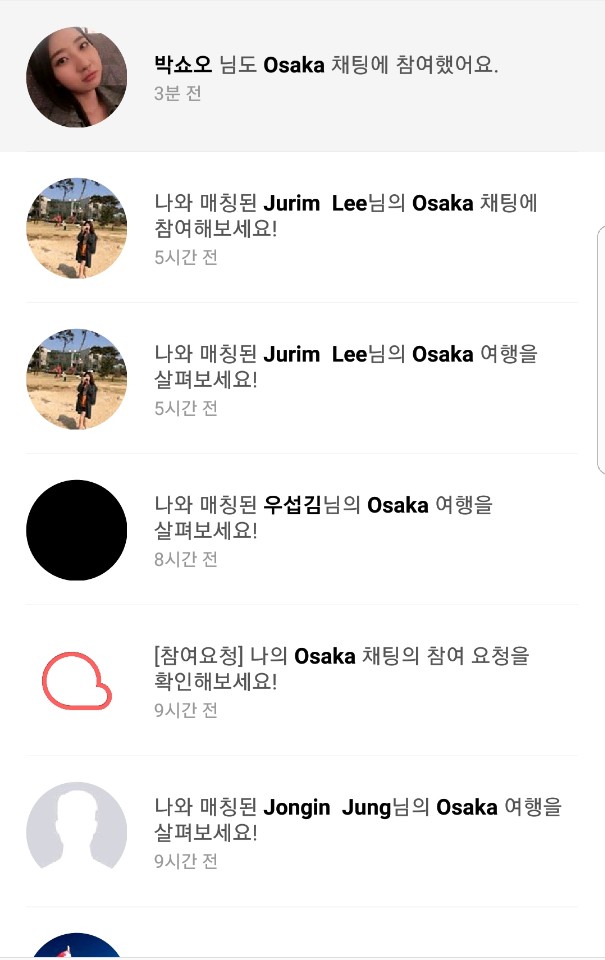 박쇼오 님도 Osaka 채팅에 참여했어요.
3분 전
나와 매칭된 Jurim Lee님의 Osaka 채팅에
참여해보세요!
5시간 전
나와 매칭된 Jurim Lee님의 Osaka 여행을
살펴보세요!
5시간 전
나와 매칭된 우섭김님의 Osaka 여행을
살펴보세요!
8시간 전
[참여요청] 나의 Osaka 채팅의 참여 요청을
확인해보세요!
9시간 전
나와 매칭된 Jongin Jung님의 Osaka 여행을
살펴보세요!
9시간 전